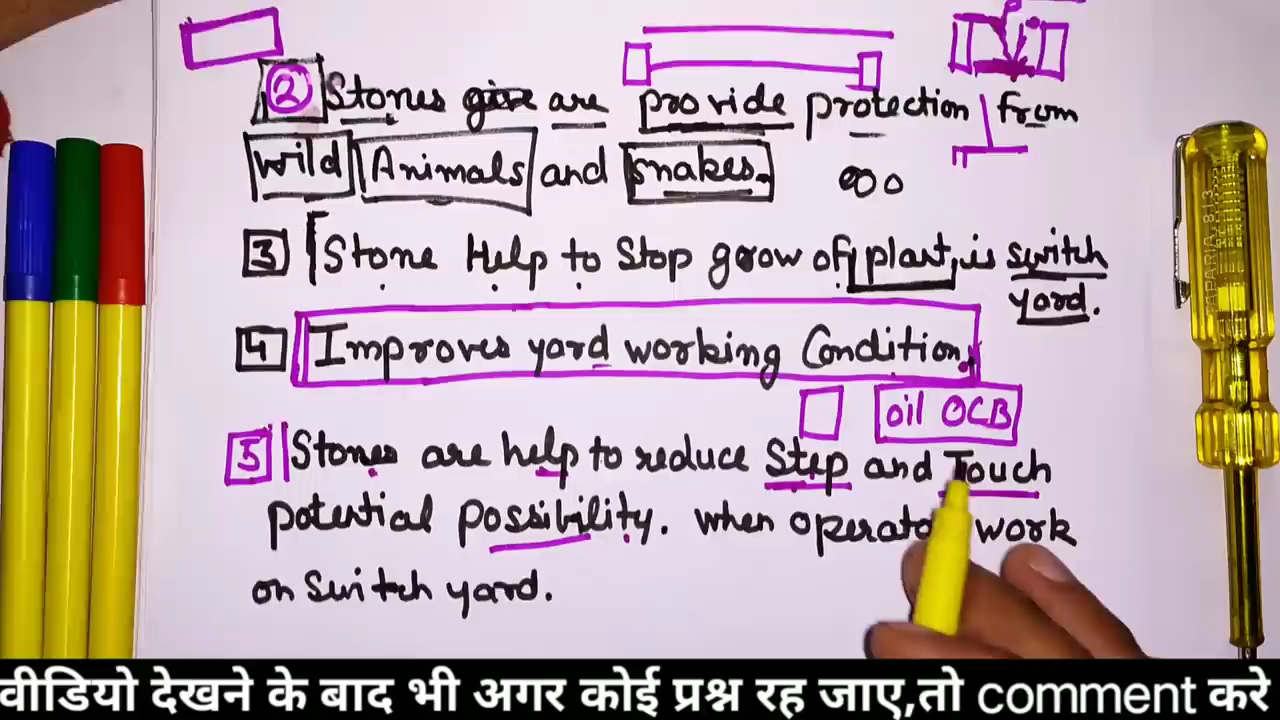 2 Stones are provide protection from
wild Animals and snakes.
3 Stone Help to Stop grow of plant, is switch
yard.
4 Improves yard working Condition.
oil OCB
5 Stones are help to reduce Step and Touch
potential possibility. when operator work
on Switch yard.
वीडियो देखने के बाद भी अगर कोई प्रश्न रह जाए,तो comment करे